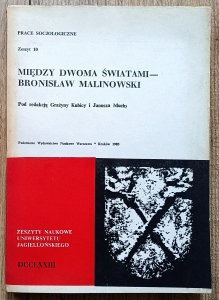 PRACE SOCJOLOGICZNE
Zeszyt 10
MIĘDZY DWOMA ŚWIATAMI—
BRONISŁAW MALINOWSKI
Pod redakcją Grażyny Kubicy i Janusza Muchy
Państwowe Wydawnictwo Naukowe Warszawa * Kraków 1985
ZESZYTY NAUKOWE
UNIWERSYTETU
JAGIELLOŃSKIEGO